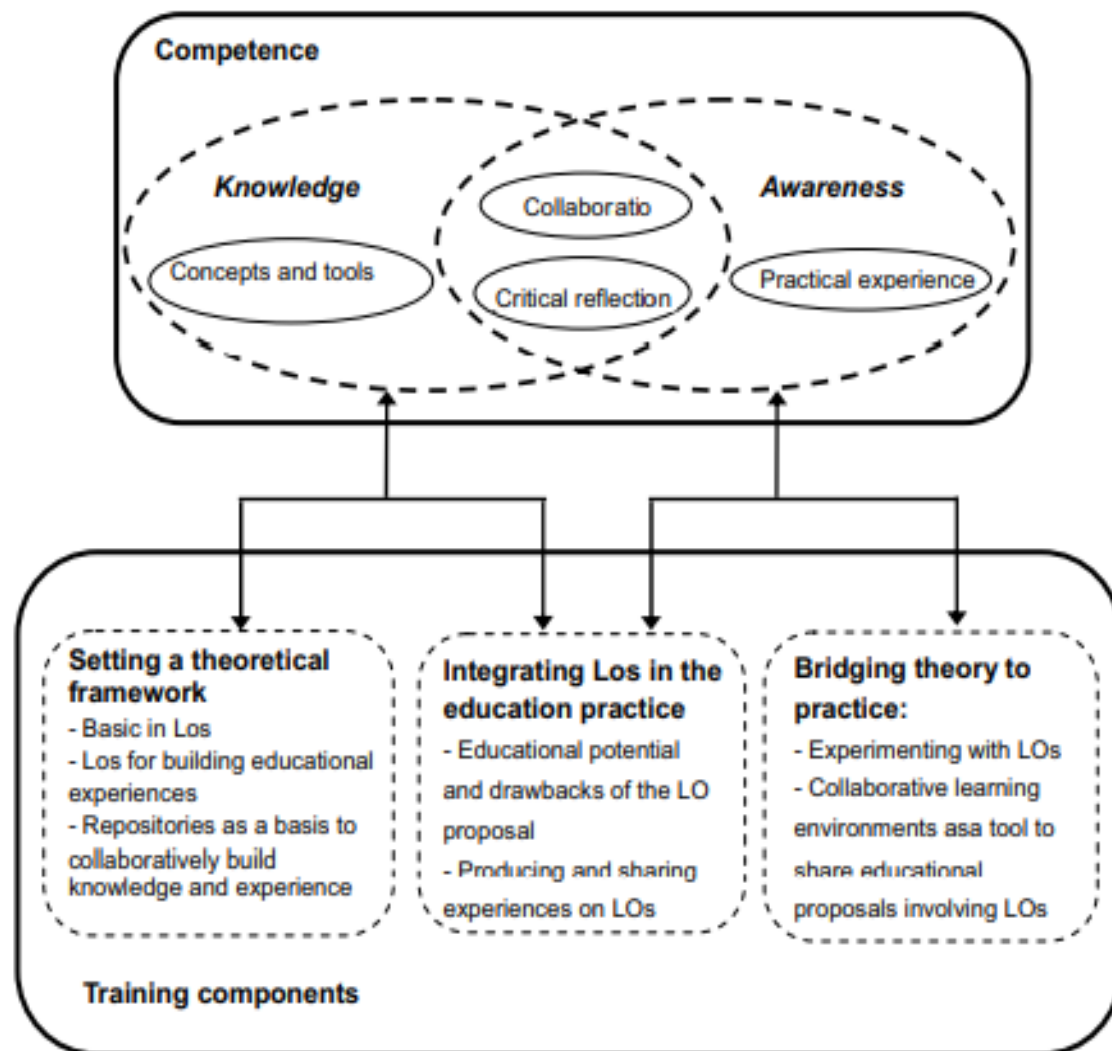 Competence
Knowledge
Awareness
Collaboratio
Concepts and tools
Critical reflection
Practical experience
Setting a theoretical
framework
- Basic in Los
- Los for building educational
experiences
- Repositories as a basis to
collaboratively build
knowledge and experience
Integrating Los in the
education practice
- Educational potential
and drawbacks of the LO
proposal
- Producing and sharing
experiences on LOs
Bridging theory to
practice:
- Experimenting with LOs
- Collaborative learning
environments asa tool to
share educational
proposals involving LOs
Training components